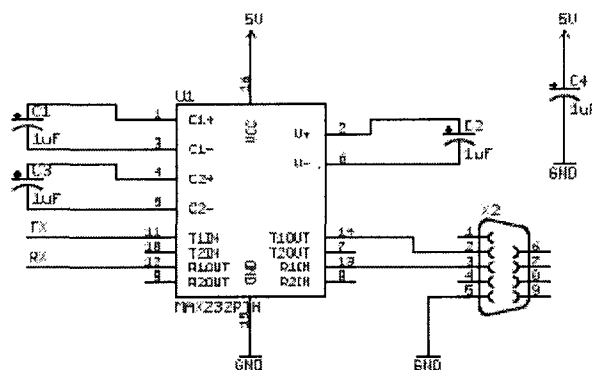 5V
5V
16
U1
VCC
C1
1uF
1
C1+
3
C1-
C3
1uF
4
C2+
5
C2-
V+
2
V-
6
C2
1uF
C4
1uF
GND
TX
11
T1IN
10
T2IN
RX
12
R1OUT
9
R2OUT
GND
T1OUT
14
T2OUT
7
R1IN
13
R2IN
8
X2
1
2
3
4
5
6
7
8
9
15
GND
GND